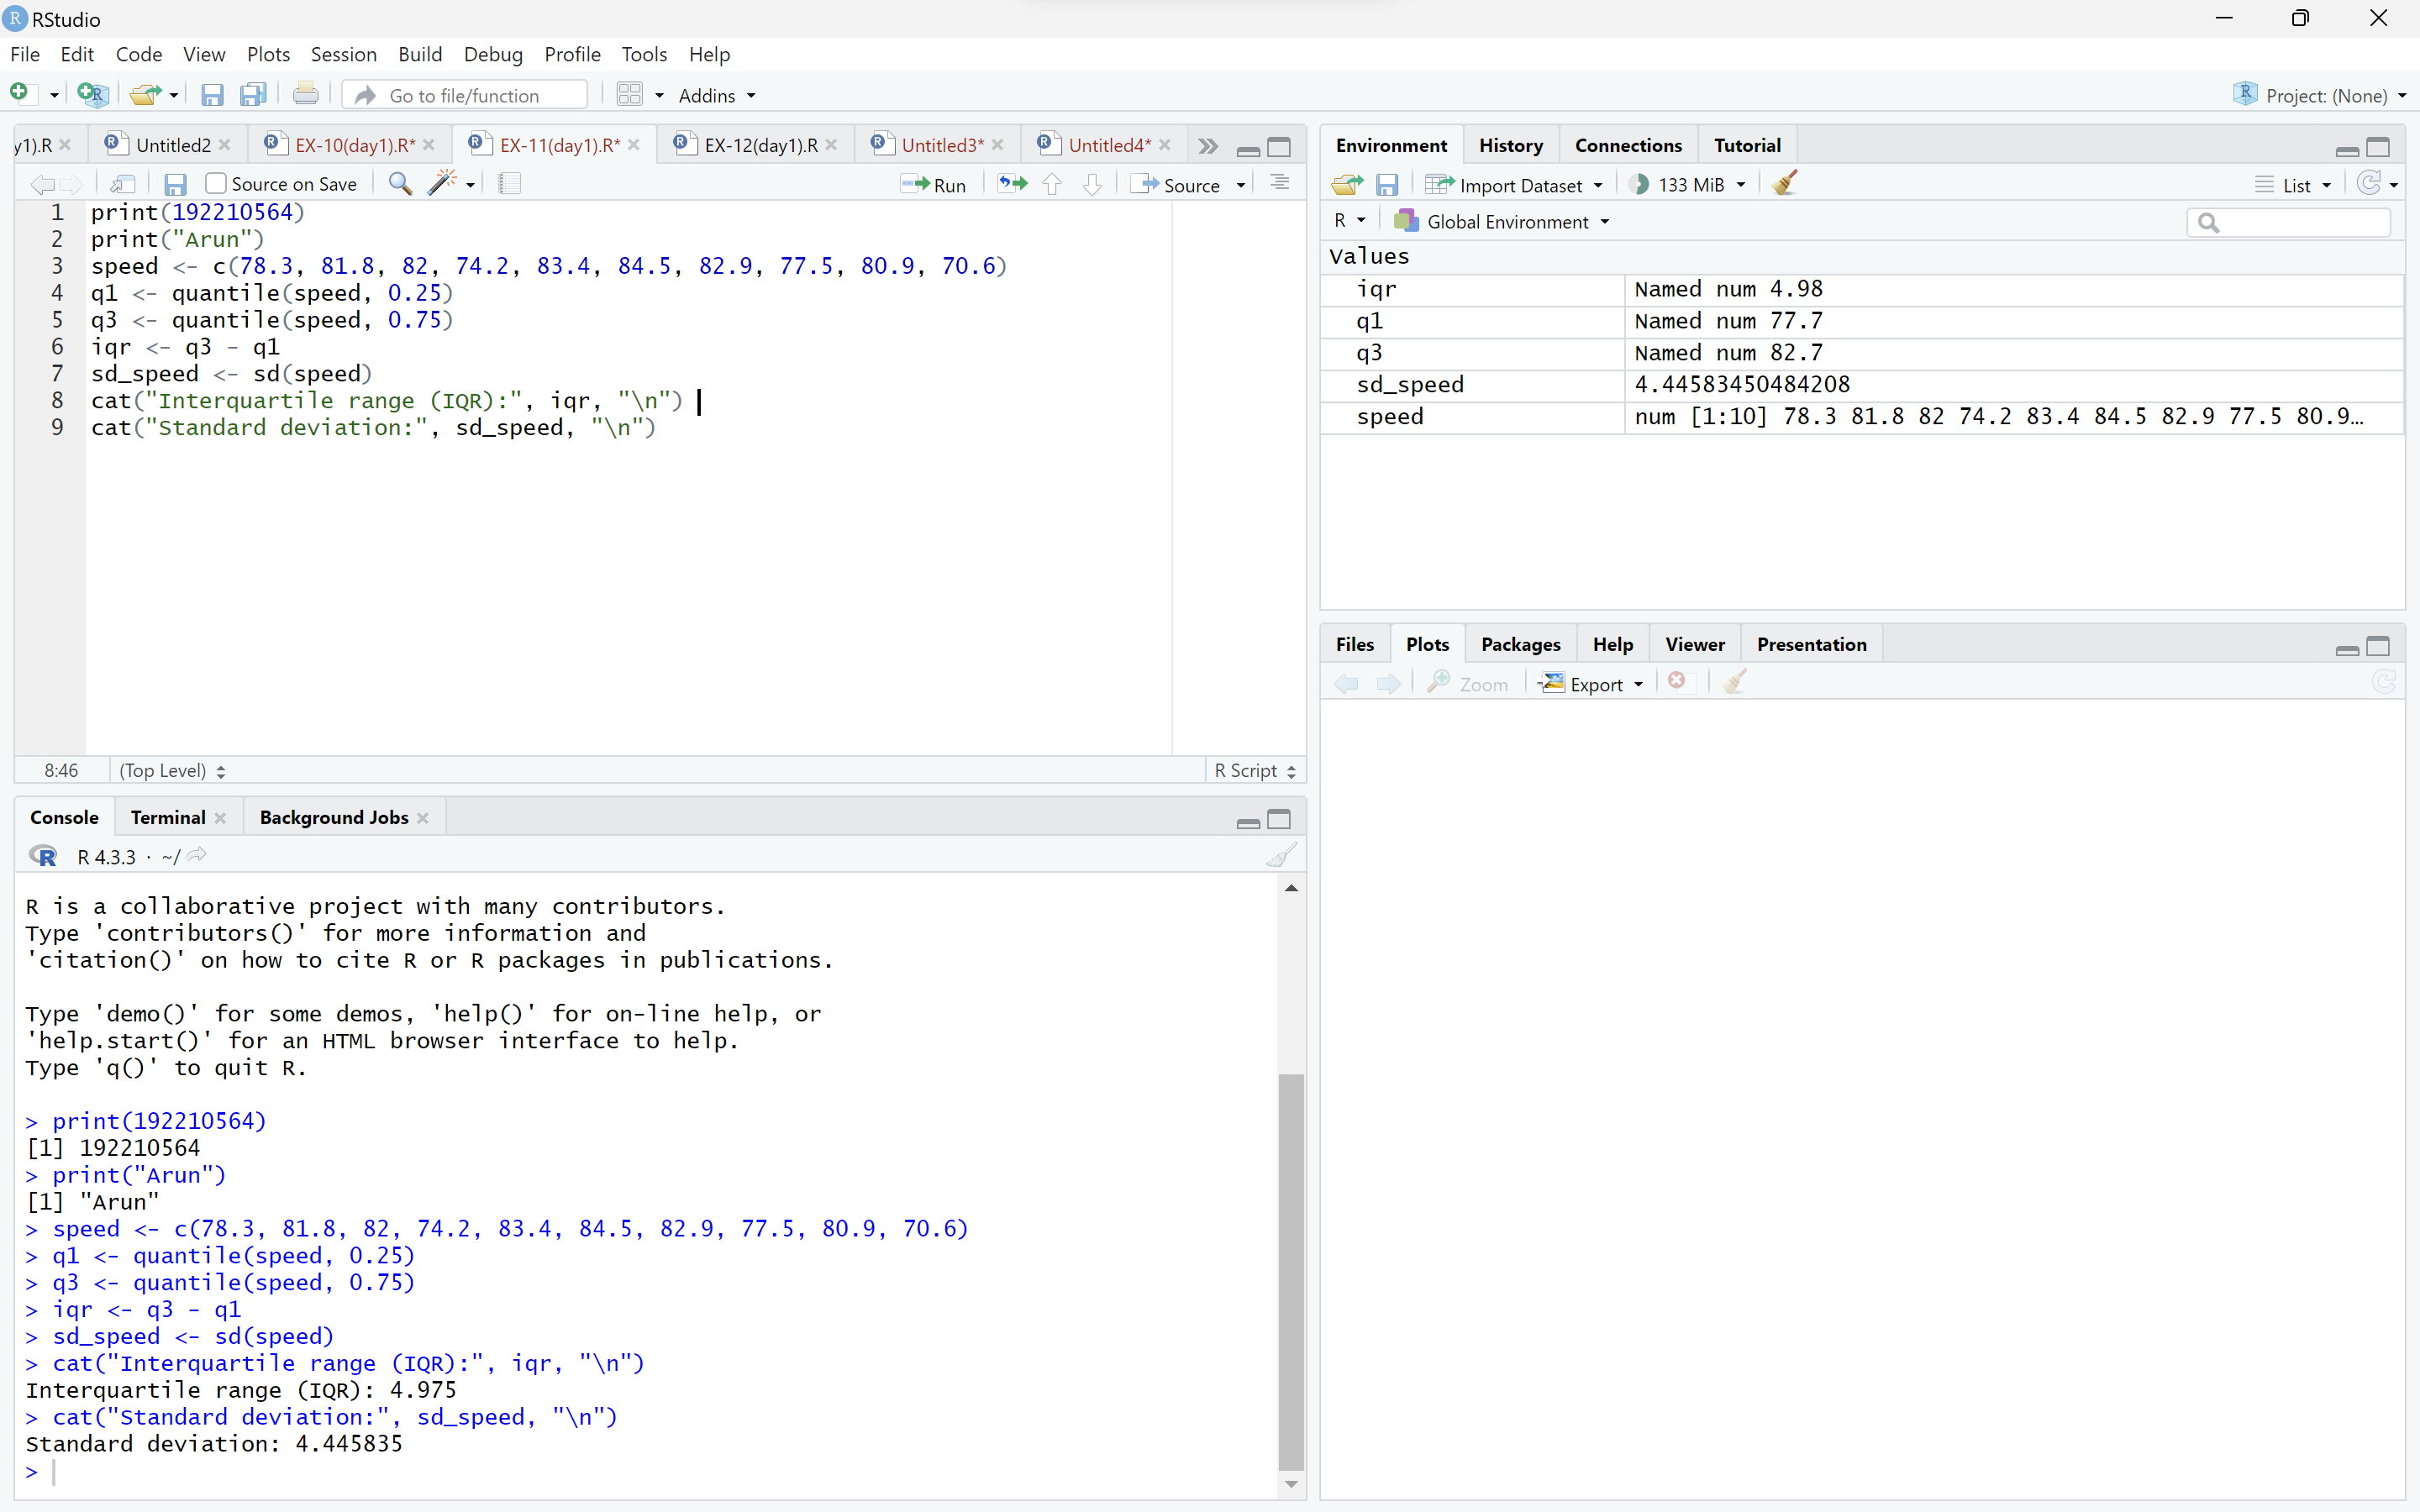 RStudio
File Edit Code View Plots Session Build Debug Profile Tools Help
Go to file/function Addins Project: (None)
y1).R Untitled2 EX-10(day1).R* EX-11(day1).R* EX-12(day1).R Untitled3* Untitled4*
Source on Save Run Source
1 print(192210564)
2 print("Arun")
3 speed <- c(78.3, 81.8, 82, 74.2, 83.4, 84.5, 82.9, 77.5, 80.9, 70.6)
4 q1 <- quantile(speed, 0.25)
5 q3 <- quantile(speed, 0.75)
6 iqr <- q3 - q1
7 sd_speed <- sd(speed)
8 cat("Interquartile range (IQR):", iqr, "\n")
9 cat("Standard deviation:", sd_speed, "\n")
8:46 (Top Level) R Script
Console Terminal Background Jobs
R 4.3.3 · ~/
R is a collaborative project with many contributors.
Type 'contributors()' for more information and
'citation()' on how to cite R or R packages in publications.
Type 'demo()' for some demos, 'help()' for on-line help, or
'help.start()' for an HTML browser interface to help.
Type 'q()' to quit R.
> print(192210564)
[1] 192210564
> print("Arun")
[1] "Arun"
> speed <- c(78.3, 81.8, 82, 74.2, 83.4, 84.5, 82.9, 77.5, 80.9, 70.6)
> q1 <- quantile(speed, 0.25)
> q3 <- quantile(speed, 0.75)
> iqr <- q3 - q1
> sd_speed <- sd(speed)
> cat("Interquartile range (IQR):", iqr, "\n")
Interquartile range (IQR): 4.975
> cat("Standard deviation:", sd_speed, "\n")
Standard deviation: 4.445835
>
Environment History Connections Tutorial
Import Dataset 133 MiB List
R Global Environment
Values
iqr Named num 4.98
q1 Named num 77.7
q3 Named num 82.7
sd_speed 4.44583450484208
speed num [1:10] 78.3 81.8 82 74.2 83.4 84.5 82.9 77.5 80.9…
Files Plots Packages Help Viewer Presentation
Zoom Export